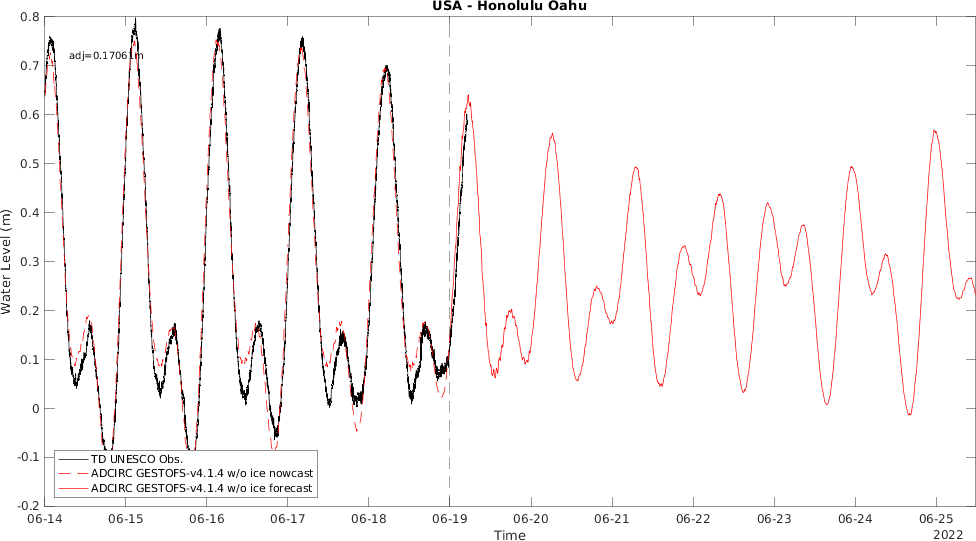 USA - Honolulu Oahu
adj=0.17061m
Water Level (m)
0.8
0.7
0.6
0.5
0.4
0.3
0.2
0.1
0
-0.1
-0.2
TD UNESCO Obs.
ADCIRC GESTOFS-v4.1.4 w/o ice nowcast
ADCIRC GESTOFS-v4.1.4 w/o ice forecast
06-14 06-15 06-16 06-17 06-18 06-19 06-20 06-21 06-22 06-23 06-24 06-25
Time
2022